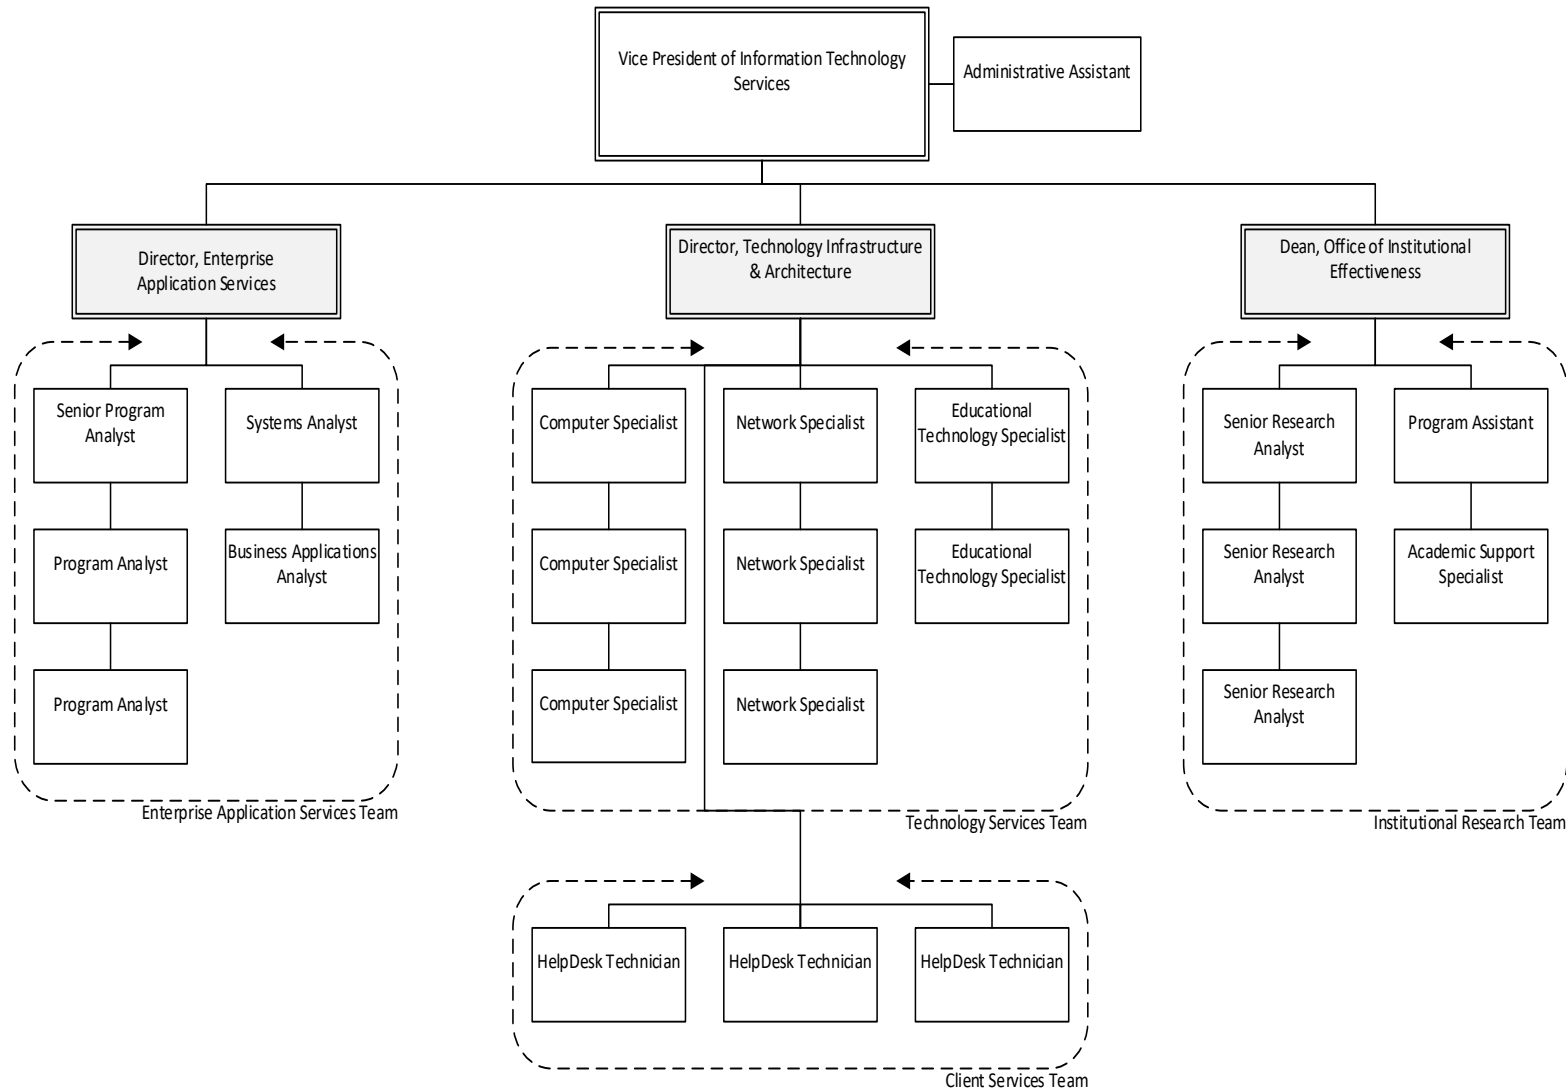 Vice President of Information Technology
Services
Administrative Assistant
Director, Enterprise
Application Services
Director, Technology Infrastructure
& Architecture
Dean, Office of Institutional
Effectiveness
Senior Program
Analyst
Systems Analyst
Program Analyst
Business Applications
Analyst
Program Analyst
Enterprise Application Services Team
Computer Specialist
Network Specialist
Educational
Technology Specialist
Computer Specialist
Network Specialist
Educational
Technology Specialist
Computer Specialist
Network Specialist
Technology Services Team
Senior Research
Analyst
Program Assistant
Senior Research
Analyst
Academic Support
Specialist
Senior Research
Analyst
Institutional Research Team
HelpDesk Technician
HelpDesk Technician
HelpDesk Technician
Client Services Team